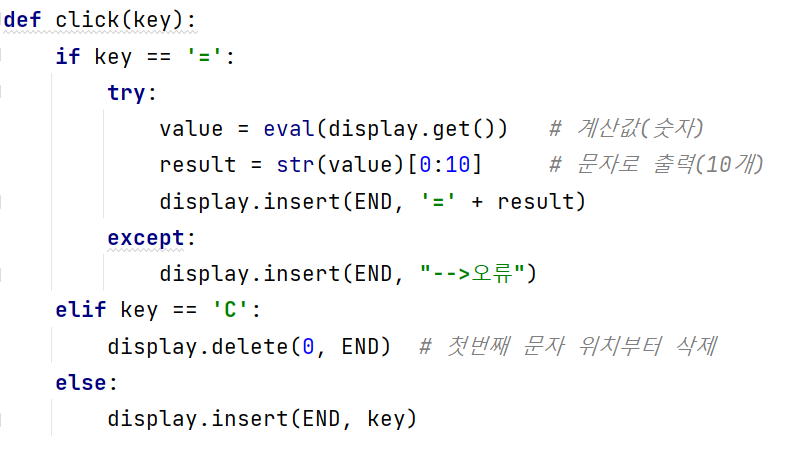 def click(key):
    if key == '=':
        try:
            value = eval(display.get())   # 계산값(숫자)
            result = str(value)[0:10]     # 문자로 출력(10개)
            display.insert(END, '=' + result)
        except:
            display.insert(END, "-->오류")
    elif key == 'C':
        display.delete(0, END)  # 첫번째 문자 위치부터 삭제
    else:
        display.insert(END, key)